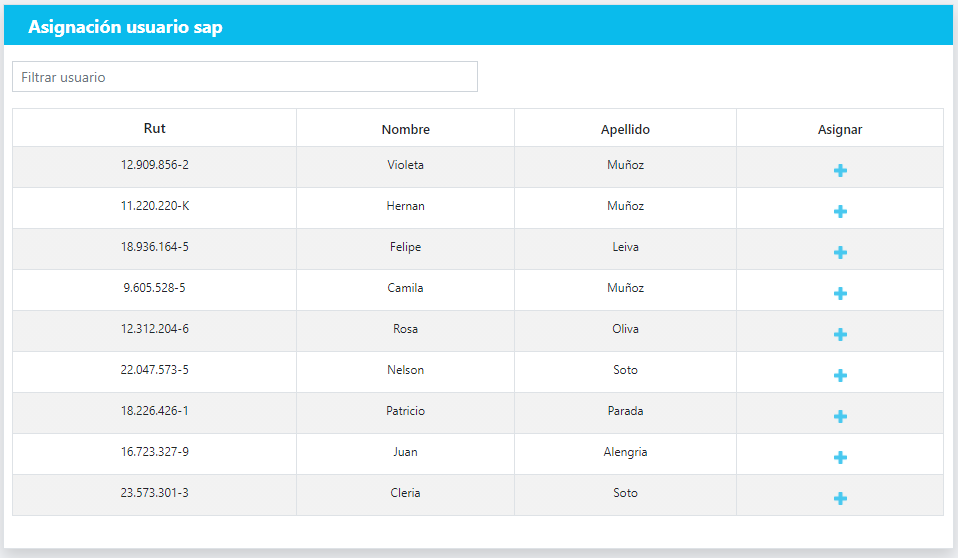 Asignación usuario sap
Filtrar usuario
Rut Nombre Apellido Asignar
12.909.856-2 Violeta Muñoz
11.220.220-K Hernan Muñoz
18.936.164-5 Felipe Leiva
9.605.528-5 Camila Muñoz
12.312.204-6 Rosa Oliva
22.047.573-5 Nelson Soto
18.226.426-1 Patricio Parada
16.723.327-9 Juan Alengria
23.573.301-3 Cleria Soto